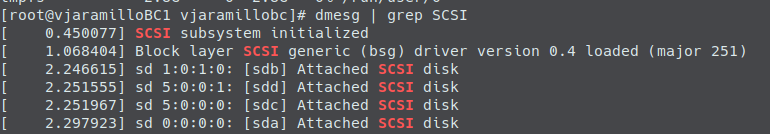 [root@vjaramilloBC1 vjaramillobc]# dmesg | grep SCSI
[    0.450077] SCSI subsystem initialized
[    1.068404] Block layer SCSI generic (bsg) driver version 0.4 loaded (major 251)
[    2.246615] sd 1:0:1:0: [sdb] Attached SCSI disk
[    2.251555] sd 5:0:0:1: [sdd] Attached SCSI disk
[    2.251967] sd 5:0:0:0: [sdc] Attached SCSI disk
[    2.297923] sd 0:0:0:0: [sda] Attached SCSI disk